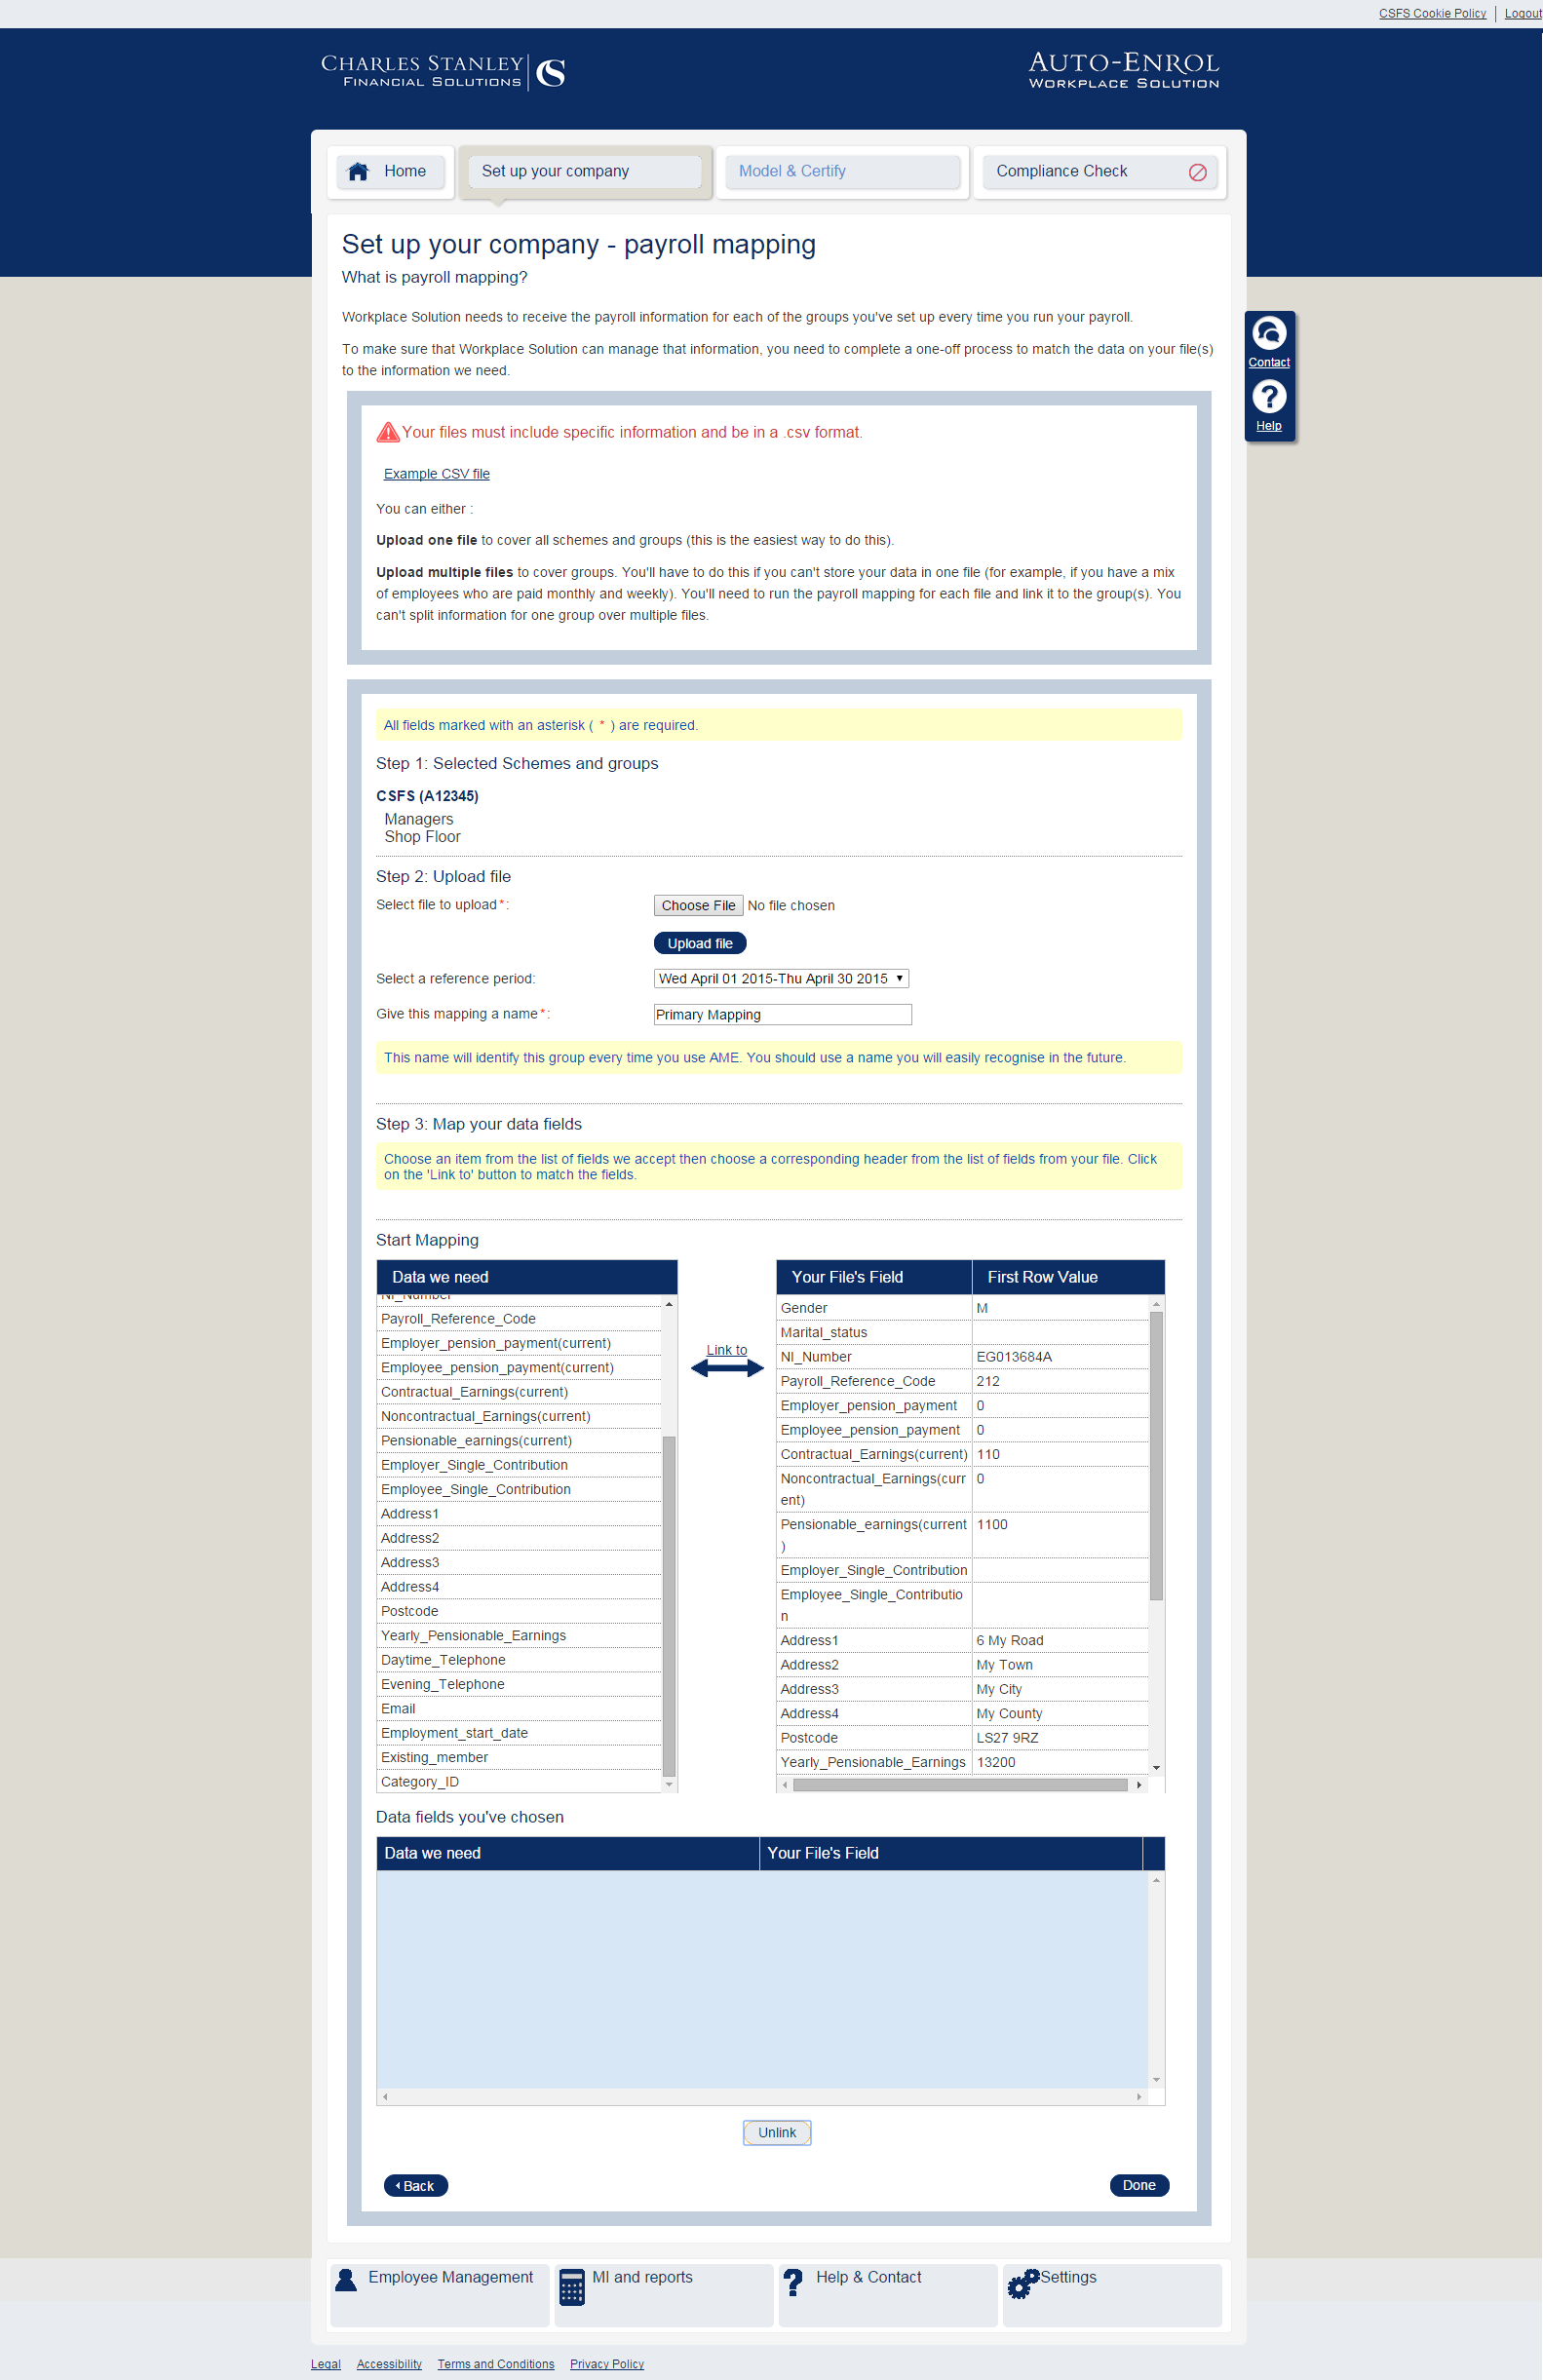 CSFS Cookie Policy | Logout
CHARLES STANLEY
FINANCIAL SOLUTIONS
AUTO-ENROL
WORKPLACE SOLUTION
Home
Set up your company
Model & Certify
Compliance Check
Set up your company - payroll mapping
What is payroll mapping?
Workplace Solution needs to receive the payroll information for each of the groups you've set up every time you run your payroll.
To make sure that Workplace Solution can manage that information, you need to complete a one-off process to match the data on your file(s)
to the information we need.
Contact
Help
Your files must include specific information and be in a .csv format.
Example CSV file
You can either :
Upload one file to cover all schemes and groups (this is the easiest way to do this).
Upload multiple files to cover groups. You'll have to do this if you can't store your data in one file (for example, if you have a mix
of employees who are paid monthly and weekly). You'll need to run the payroll mapping for each file and link it to the group(s). You
can't split information for one group over multiple files.
All fields marked with an asterisk ( * ) are required.
Step 1: Selected Schemes and groups
CSFS (A12345)
Managers
Shop Floor
Step 2: Upload file
Select file to upload*:
Choose File No file chosen
Upload file
Select a reference period:
Wed April 01 2015-Thu April 30 2015
Give this mapping a name*:
Primary Mapping
This name will identify this group every time you use AME. You should use a name you will easily recognise in the future.
Step 3: Map your data fields
Choose an item from the list of fields we accept then choose a corresponding header from the list of fields from your file. Click
on the 'Link to' button to match the fields.
Start Mapping
Data we need
NI_Number
Payroll_Reference_Code
Employer_pension_payment(current)
Employee_pension_payment(current)
Contractual_Earnings(current)
Noncontractual_Earnings(current)
Pensionable_earnings(current)
Employer_Single_Contribution
Employee_Single_Contribution
Address1
Address2
Address3
Address4
Postcode
Yearly_Pensionable_Earnings
Daytime_Telephone
Evening_Telephone
Email
Employment_start_date
Existing_member
Category_ID
Link to
Your File's Field First Row Value
Gender M
Marital_status
NI_Number EG013684A
Payroll_Reference_Code 212
Employer_pension_payment 0
Employee_pension_payment 0
Contractual_Earnings(current) 110
Noncontractual_Earnings(curr 0
ent)
Pensionable_earnings(current 1100
)
Employer_Single_Contribution
Employee_Single_Contributio
n
Address1 6 My Road
Address2 My Town
Address3 My City
Address4 My County
Postcode LS27 9RZ
Yearly_Pensionable_Earnings 13200
Data fields you've chosen
Data we need Your File's Field
Unlink
Back
Done
Employee Management
MI and reports
Help & Contact
Settings
Legal Accessibility Terms and Conditions Privacy Policy